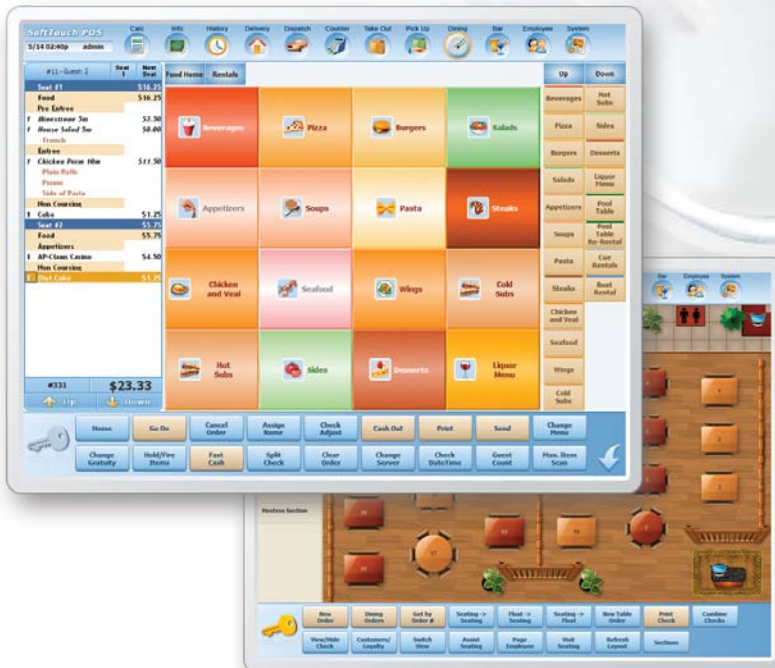 SoftTouch POS
5/14 02:40p admin
Calc Info History Delivery Dispatch Counter Take Out Pick Up Dining Bar Employee System
#11-Guest: 2
Seat 1
Next Seat
Food Home Rentals
Up Down
Seat #1 $16.25
Food $16.25
Pre Entree
1 Minestrone Sm $3.50
1 House Salad Sm $0.00
French
Entree
1 Chicken Parm 10m $11.50
Plain Rolls
Penne
Side of Pasta
Non Coursing
1 Coke $1.25
Seat #2 $5.75
Food $5.75
Appetizers
1 AP-Clams Casino $4.50
Non Coursing
1 Diet Coke $1.25
#331 $23.33
Up Down
Beverages Pizza Burgers Salads
Appetizers Soups Pasta Steaks
Chicken and Veal Seafood Wings Cold Subs
Hot Subs Sides Desserts Liquor Menu
Beverages Hot Subs
Pizza Sides
Burgers Desserts
Salads Liquor Menu
Appetizers Pool Table
Soups Pool Table Re-Rental
Pasta Cue Rentals
Steaks Boat Rental
Chicken and Veal
Seafood
Wings
Cold Subs
Home Go On Cancel Order Assign Name Check Adjust Cash Out Print Send Change Menu
Change Gratuity Hold/Fire Items Fast Cash Split Check Clear Order Change Server Check DateTime Guest Count Man. Item Scan
Bar Employee System
Hostess Section
New Order Dining Orders Get by Order # Seating -> Seating Float -> Seating Seating -> Float New Table Order Print Check Combine Checks
View/Hide Check Customers/Loyalty Switch View Assist Seating Page Employee Visit Seating Refresh Layout Sections